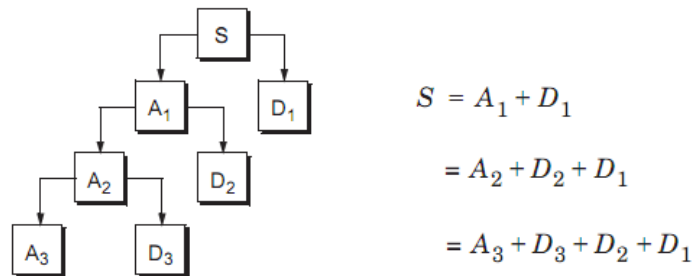 S
A₁ D₁
A₂ D₂
A₃ D₃
S = A₁ + D₁
= A₂ + D₂ + D₁
= A₃ + D₃ + D₂ + D₁